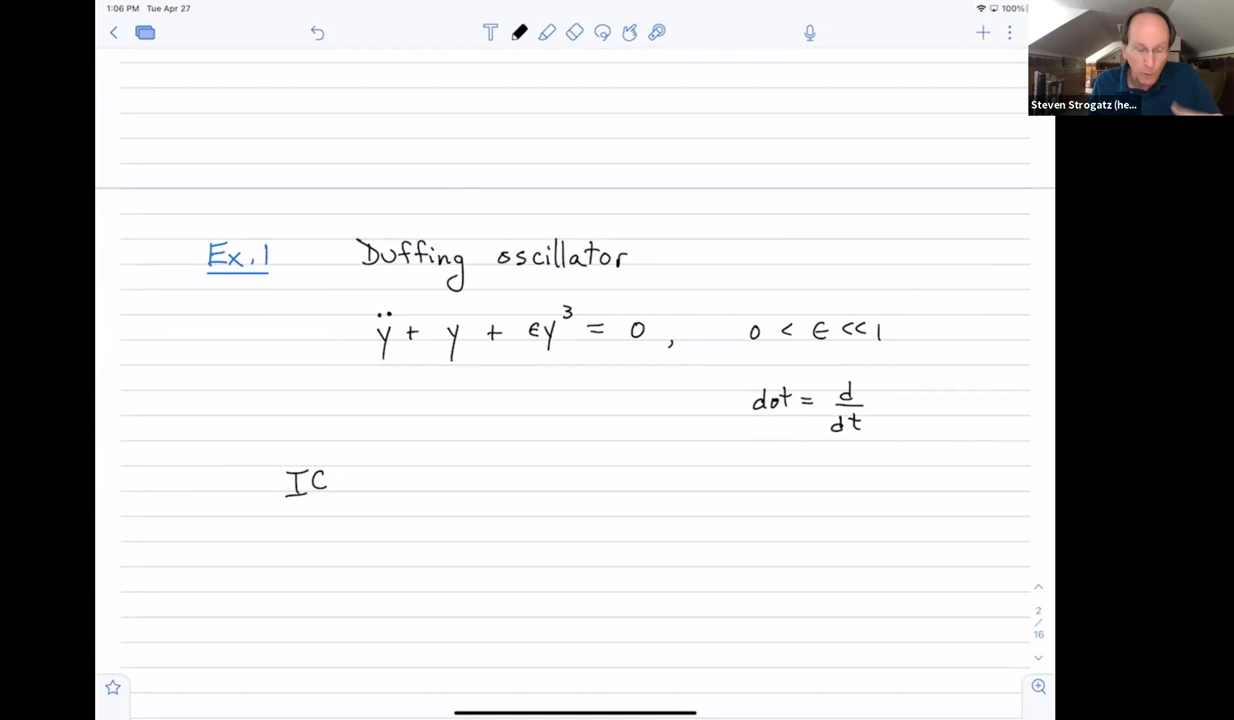 1:06 PM Tue Apr 27
100%
T
Steven Strogatz (he...
Ex. 1 Duffing oscillator
ÿ + y + εy³ = 0, 0 < ε << 1
dot = d/dt
IC
2
/
16